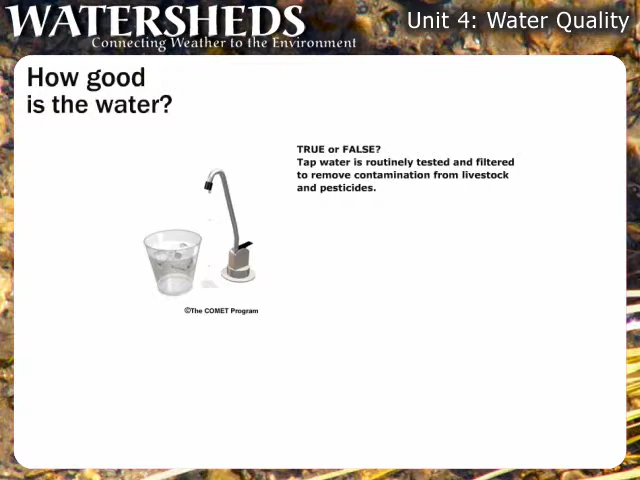 WATERSHEDS
Connecting Weather to the Environment
Unit 4: Water Quality
How good
is the water?
TRUE or FALSE?
Tap water is routinely tested and filtered
to remove contamination from livestock
and pesticides.
©The COMET Program